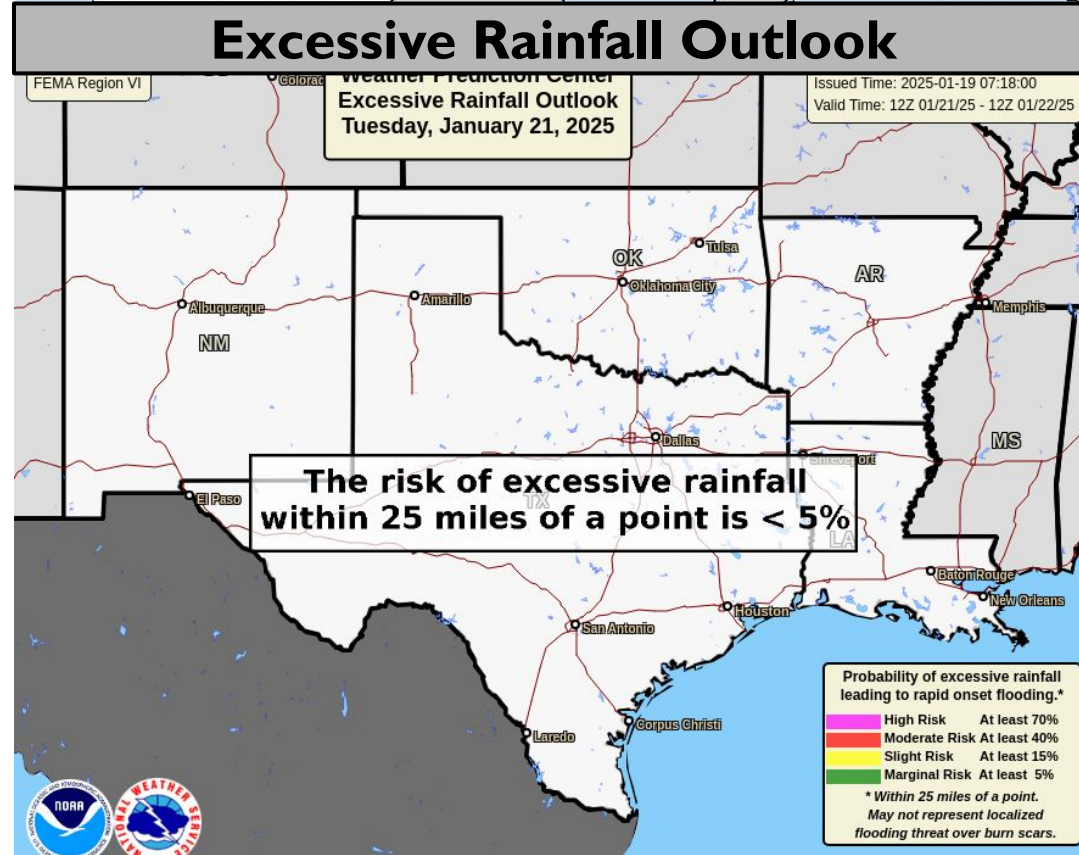 Excessive Rainfall Outlook
FEMA Region VI
Weather Prediction Center
Excessive Rainfall Outlook
Tuesday, January 21, 2025
Issued Time: 2025-01-19 07:18:00
Valid Time: 12Z 01/21/25 - 12Z 01/22/25
Tulsa
OK
AR
Oklahoma City
Amarillo
Albuquerque
Memphis
NM
Dallas
MS
Shreveport
The risk of excessive rainfall
within 25 miles of a point is < 5%
TX
El Paso
LA
Baton Rouge
New Orleans
Houston
San Antonio
Corpus Christi
Laredo
Probability of excessive rainfall
leading to rapid onset flooding.*
High Risk At least 70%
Moderate Risk At least 40%
Slight Risk At least 15%
Marginal Risk At least 5%
* Within 25 miles of a point.
May not represent localized
flooding threat over burn scars.
NOAA
NATIONAL WEATHER SERVICE